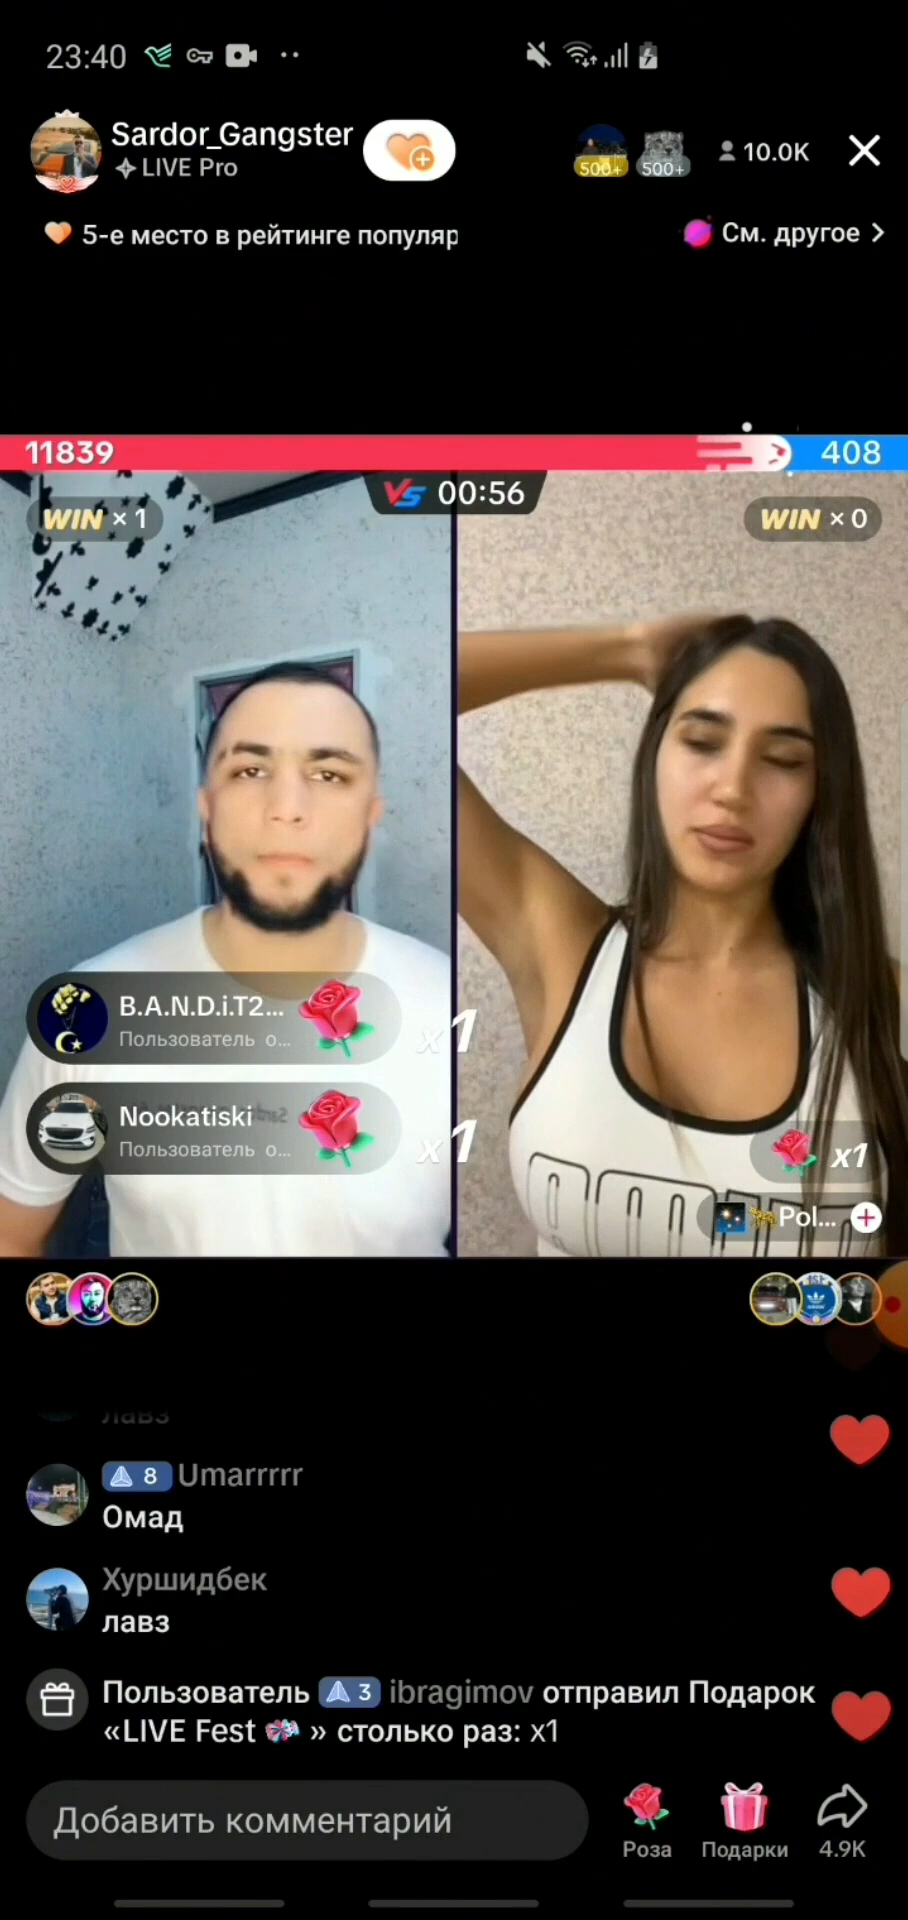 23:40
Sardor_Gangster
LIVE Pro
500+
500+
10.0K
5-е место в рейтинге популяр
См. другое
11839
408
VS 00:56
WIN × 1
WIN × 0
B.A.N.D.i.T2...
Пользователь о...
x1
Nookatiski
Пользователь о...
x1
x1
Pol...
лавз
8 Umarrrrr
Омад
Хуршидбек
лавз
Пользователь 3 ibragimov отправил Подарок
«LIVE Fest » столько раз: x1
Добавить комментарий
Роза
Подарки
4.9K